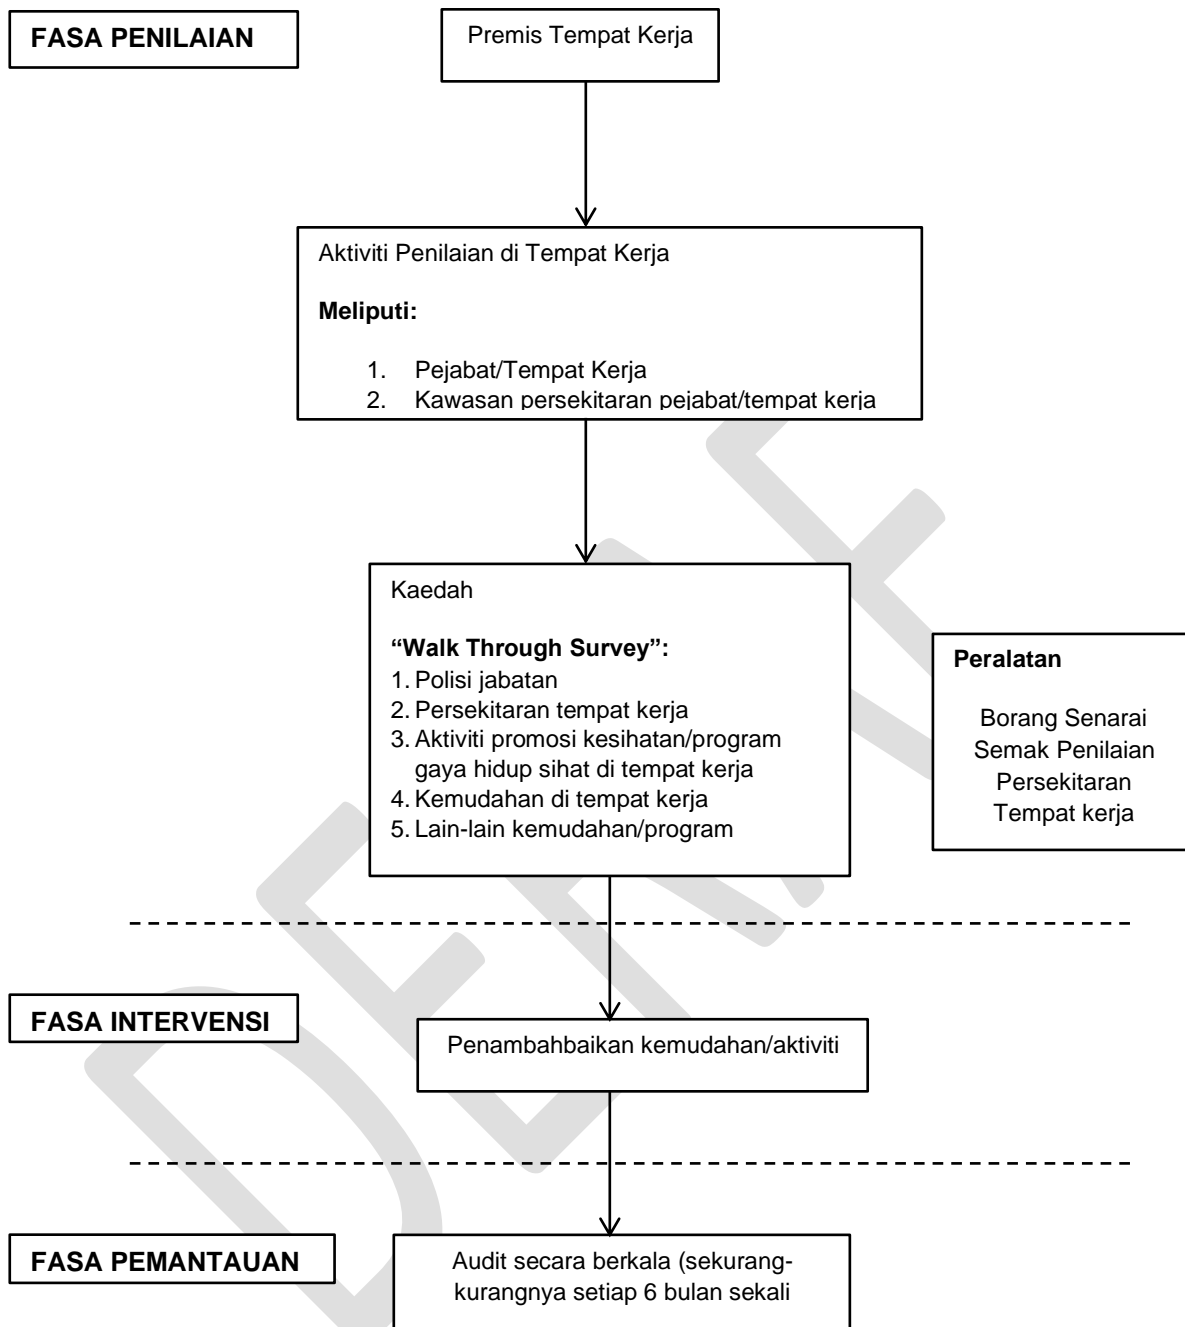 FASA PENILAIAN
Premis Tempat Kerja
Aktiviti Penilaian di Tempat Kerja
Meliputi:
1. Pejabat/Tempat Kerja
2. Kawasan persekitaran pejabat/tempat kerja
Kaedah
“Walk Through Survey”:
1. Polisi jabatan
2. Persekitaran tempat kerja
3. Aktiviti promosi kesihatan/program
gaya hidup sihat di tempat kerja
4. Kemudahan di tempat kerja
5. Lain-lain kemudahan/program
Peralatan
Borang Senarai
Semak Penilaian
Persekitaran
Tempat kerja
FASA INTERVENSI
Penambahbaikan kemudahan/aktiviti
FASA PEMANTAUAN
Audit secara berkala (sekurang-
kurangnya setiap 6 bulan sekali
DERAF